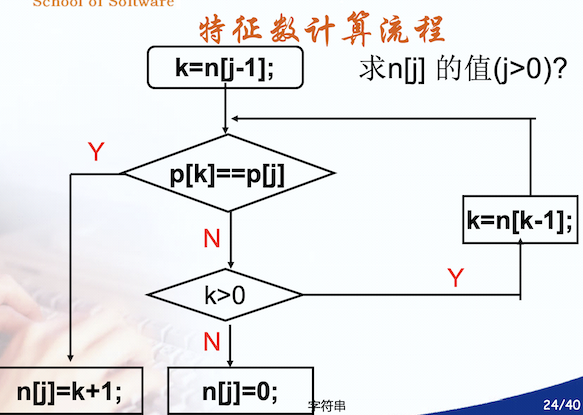 School of Software
特征数计算流程
k=n[j-1];
求n[j] 的值(j>0)?
Y
p[k]==p[j]
k=n[k-1];
N
Y
k>0
N
n[j]=k+1;
n[j]=0;
字符串
24/40